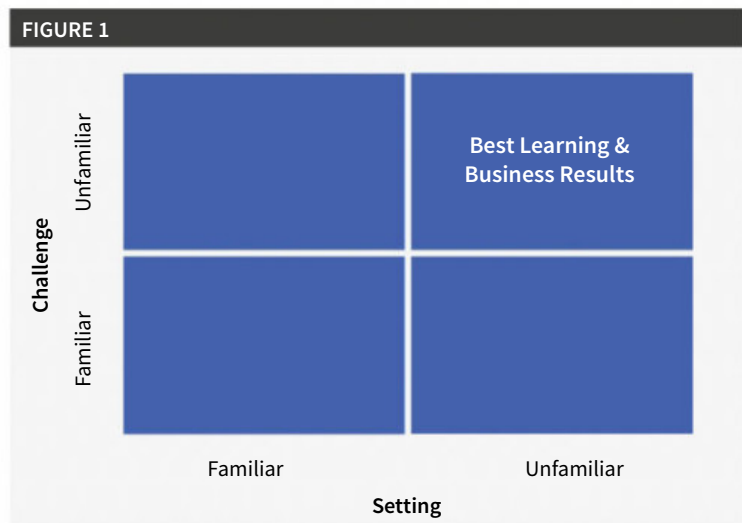 FIGURE 1
Unfamiliar
Best Learning &
Business Results
Challenge
Familiar
Familiar
Unfamiliar
Setting